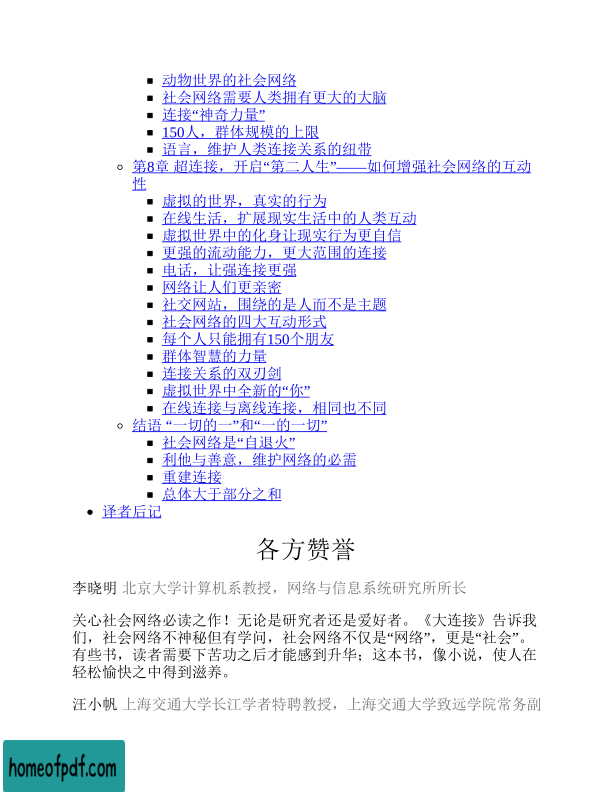 动物世界的社会网络
社会网络需要人类拥有更大的大脑
连接“神奇力量”
150人，群体规模的上限
语言，维护人类连接关系的纽带
第8章 超连接，开启“第二人生”——如何增强社会网络的互动
性
虚拟的世界，真实的行为
在线生活，扩展现实生活中的人类互动
虚拟世界中的化身让现实行为更自信
更强的流动能力，更大范围的连接
电话，让强连接更强
网络让人们更亲密
社交网站，围绕的是人而不是主题
社会网络的四大互动形式
每个人只能拥有150个朋友
群体智慧的力量
连接关系的双刃剑
虚拟世界中全新的“你”
在线连接与离线连接，相同也不同
结语 “一切的一”和“一的一切”
社会网络是“自退火”
利他与善意，维护网络的必需
重建连接
总体大于部分之和
译者后记
各方赞誉
李晓明 北京大学计算机系教授，网络与信息系统研究所所长
关心社会网络必读之作！无论是研究者还是爱好者。《大连接》告诉我
们，社会网络不神秘但有学问，社会网络不仅是“网络”，更是“社会”。
有些书，读者需要下苦功之后才能感到升华；这本书，像小说，使人在
轻松愉快之中得到滋养。
汪小帆 上海交通大学长江学者特聘教授，上海交通大学致远学院常务副
homeofpdf.com